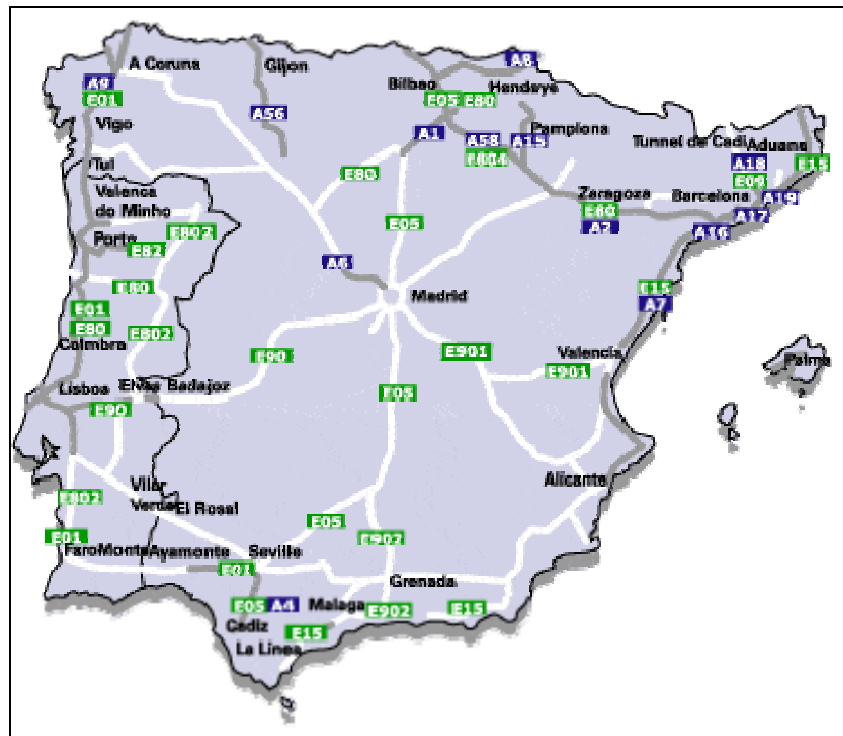 A Coruna
Gijon
A8
Bilbao
Hendaye
A9
E01
E05 E80
A56
Vigo
A1
A58
A15
Pamplona
E804
Tunnel de Cadi
Aduana
Tui
A18
E15
E80
E09
Valenca
do Minho
Zaragoza
Barcelona
A19
E80
A17
E05
E802
A2
A16
Porto
E82
A6
E80
E15
Madrid
A7
E01
E80
E802
Coimbra
E901
Valencia
E90
Palma
E901
Lisboa
Elvas Badajoz
E05
E90
Alicante
Vilar
E802
Verde
El Rosal
E05
E01
E902
Faro
Monte
Ayamonte
Seville
E01
Grenada
E05 A4
Malaga
E902
E15
Cadiz
E15
La Linea